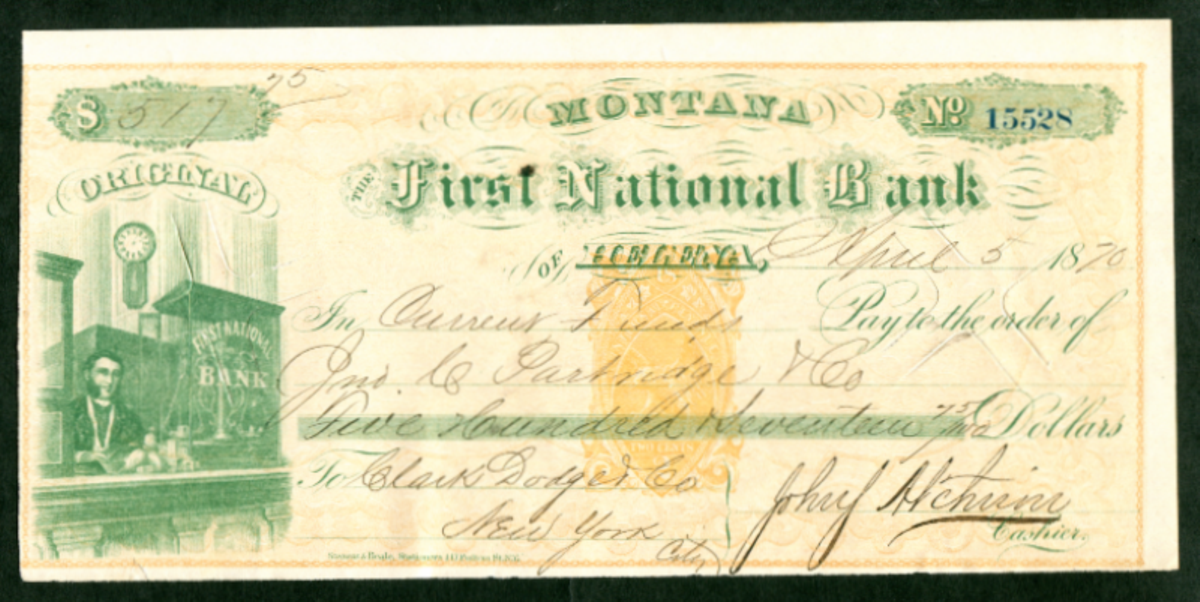 $ 517 75
MONTANA
No 15528
ORIGINAL
THE First National Bank
OF HELENA, April 5 1870
In Current Funds Pay to the order of
FIRST NATIONAL
BANK
Jno. C Partridge & Co
Five Hundred & Seventeen 75/100 Dollars
To Clark Dodge & Co
New York
City
Cashier.